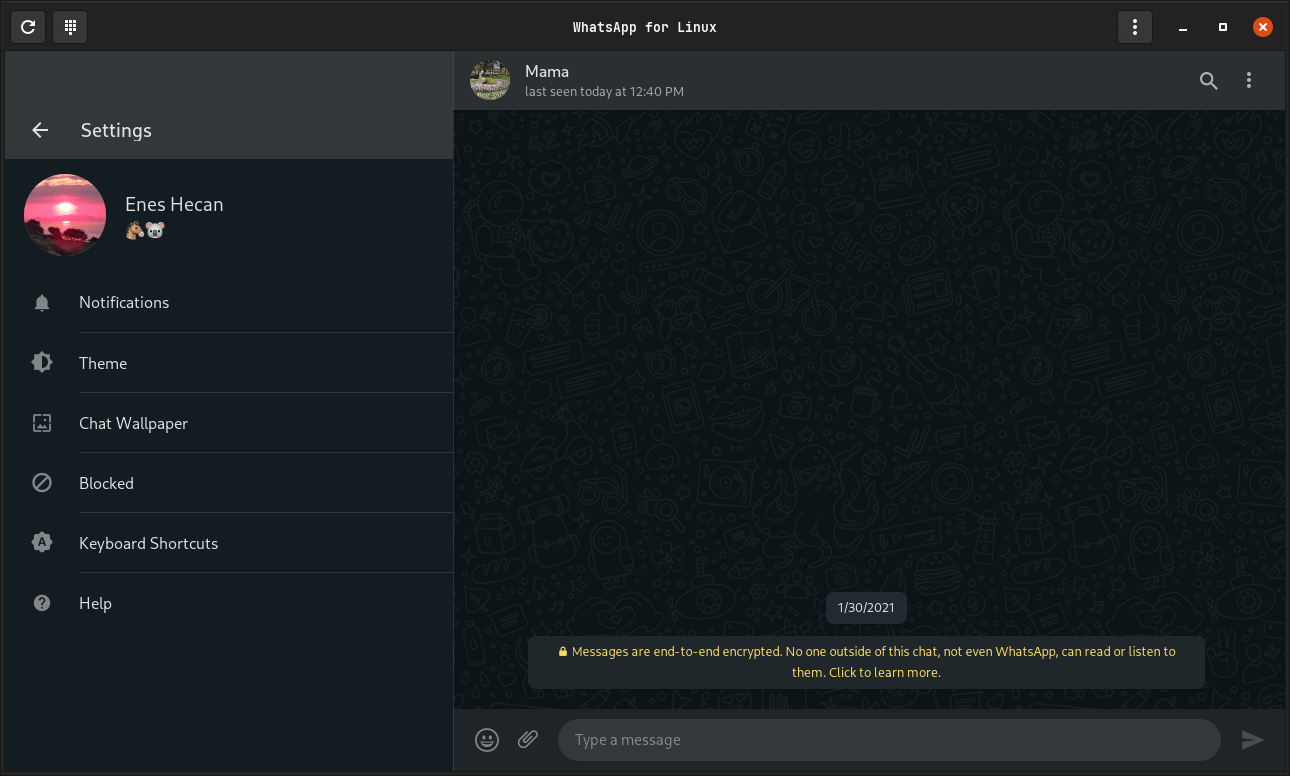 WhatsApp for Linux
Settings
Enes Hecan
🐴🐨
Notifications
Theme
Chat Wallpaper
Blocked
Keyboard Shortcuts
Help
Mama
last seen today at 12:40 PM
1/30/2021
Messages are end-to-end encrypted. No one outside of this chat, not even WhatsApp, can read or listen to
them. Click to learn more.
Type a message